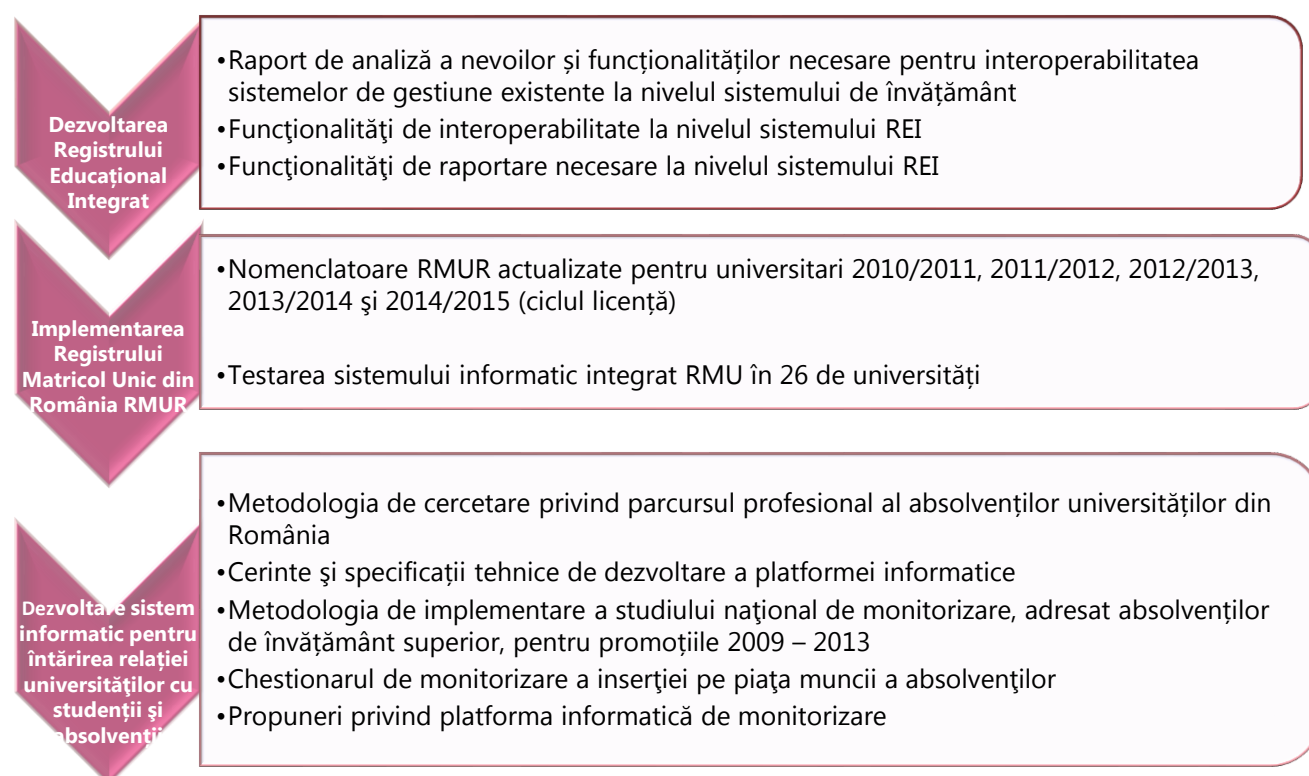 Dezvoltarea
Registrului
Educațional
Integrat
•Raport de analiză a nevoilor și funcționalităților necesare pentru interoperabilitatea
sistemelor de gestiune existente la nivelul sistemului de învățământ
•Funcţionalităţi de interoperabilitate la nivelul sistemului REI
•Funcţionalităţi de raportare necesare la nivelul sistemului REI
Implementarea
Registrului
Matricol Unic din
România RMUR
•Nomenclatoare RMUR actualizate pentru universitari 2010/2011, 2011/2012, 2012/2013,
2013/2014 şi 2014/2015 (ciclul licență)
•Testarea sistemului informatic integrat RMU în 26 de universități
Dezvoltare sistem
informatic pentru
întărirea relației
universităţilor cu
studenții şi
absolvenții
•Metodologia de cercetare privind parcursul profesional al absolvenților universităților din
România
•Cerinte şi specificații tehnice de dezvoltare a platformei informatice
•Metodologia de implementare a studiului naţional de monitorizare, adresat absolvenților
de învățământ superior, pentru promoțiile 2009 – 2013
•Chestionarul de monitorizare a inserţiei pe piaţa muncii a absolvenţilor
•Propuneri privind platforma informatică de monitorizare